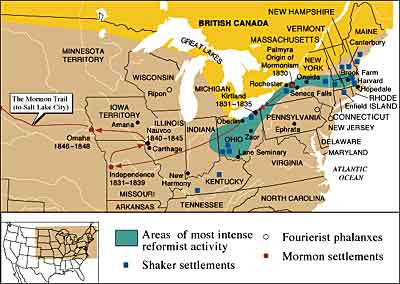 NEW HAMPSHIRE
BRITISH CANADA
VERMONT
MAINE
MASSACHUSETTS
Canterbury
MINNESOTA
TERRITORY
GREAT LAKES
Palmyra
Origin of
Mormonism
1830
NEW
YORK
Oneida
Brook Farm
Harvard
Hopedale
WISCONSIN
Ripon
MICHIGAN
Kirtland
1831–1835
Rochester
Seneca Falls
RHODE
ISLAND
Enfield
CONNECTICUT
NEW JERSEY
The Mormon Trail
(to Salt Lake City)
IOWA
TERRITORY
Amana
ILLINOIS
Nauvoo
1840–1845
INDIANA
Oberlin
PENNSYLVANIA
Ephrata
Omaha
1846–1848
Carthage
OHIO
Zoar
DELAWARE
MARYLAND
Lane Seminary
VIRGINIA
ATLANTIC
OCEAN
Independence
1831–1839
New
Harmony
MISSOURI
KENTUCKY
ARKANSAS
TENNESSEE
NORTH CAROLINA
Areas of most intense
reformist activity
Fourierist phalanxes
Shaker settlements
Mormon settlements